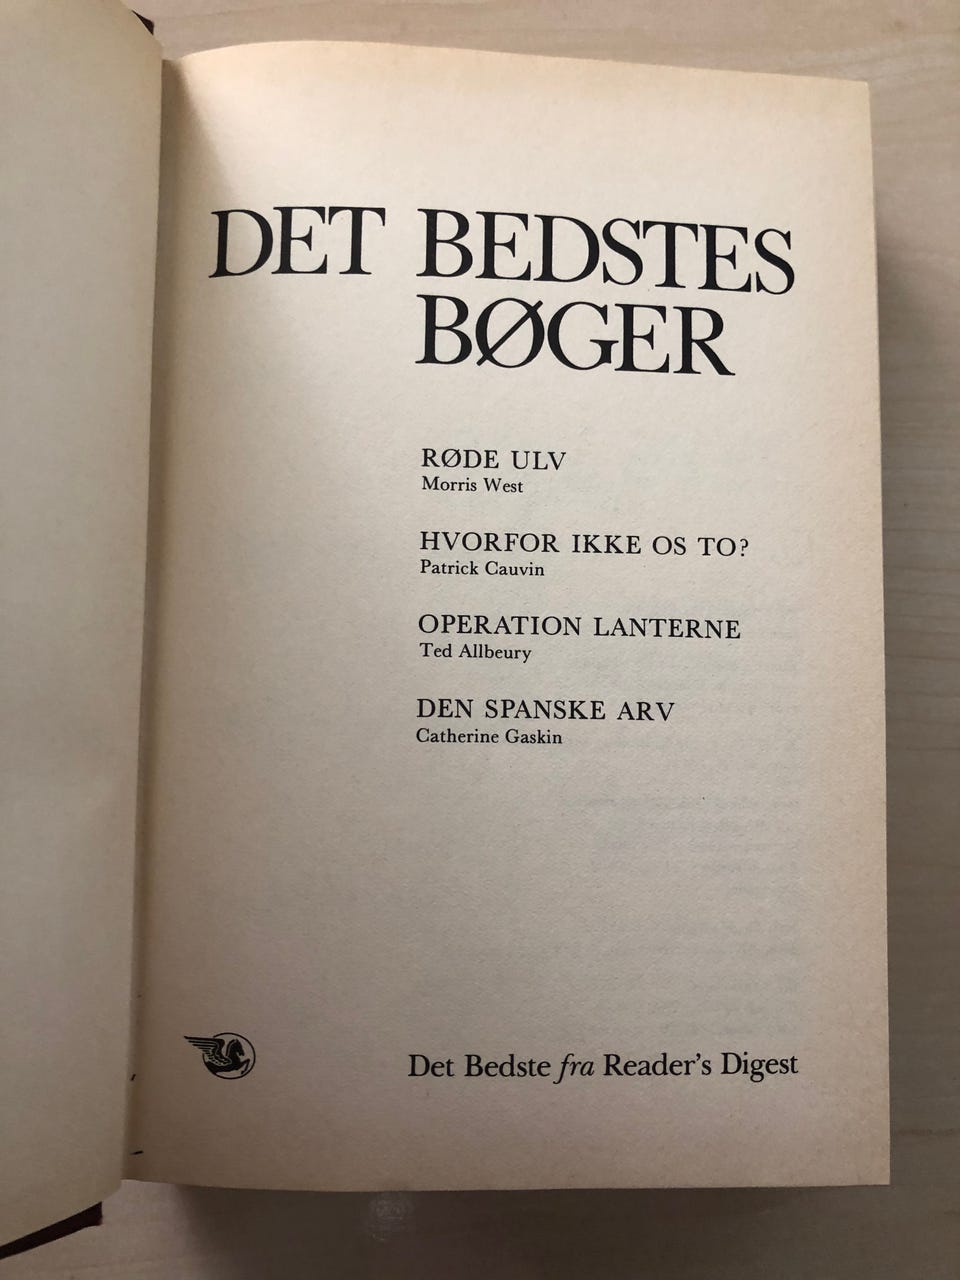 DET BEDSTES
BØGER
RØDE ULV
Morris West
HVORFOR IKKE OS TO?
Patrick Cauvin
OPERATION LANTERNE
Ted Allbeury
DEN SPANSKE ARV
Catherine Gaskin
Det Bedste fra Reader's Digest